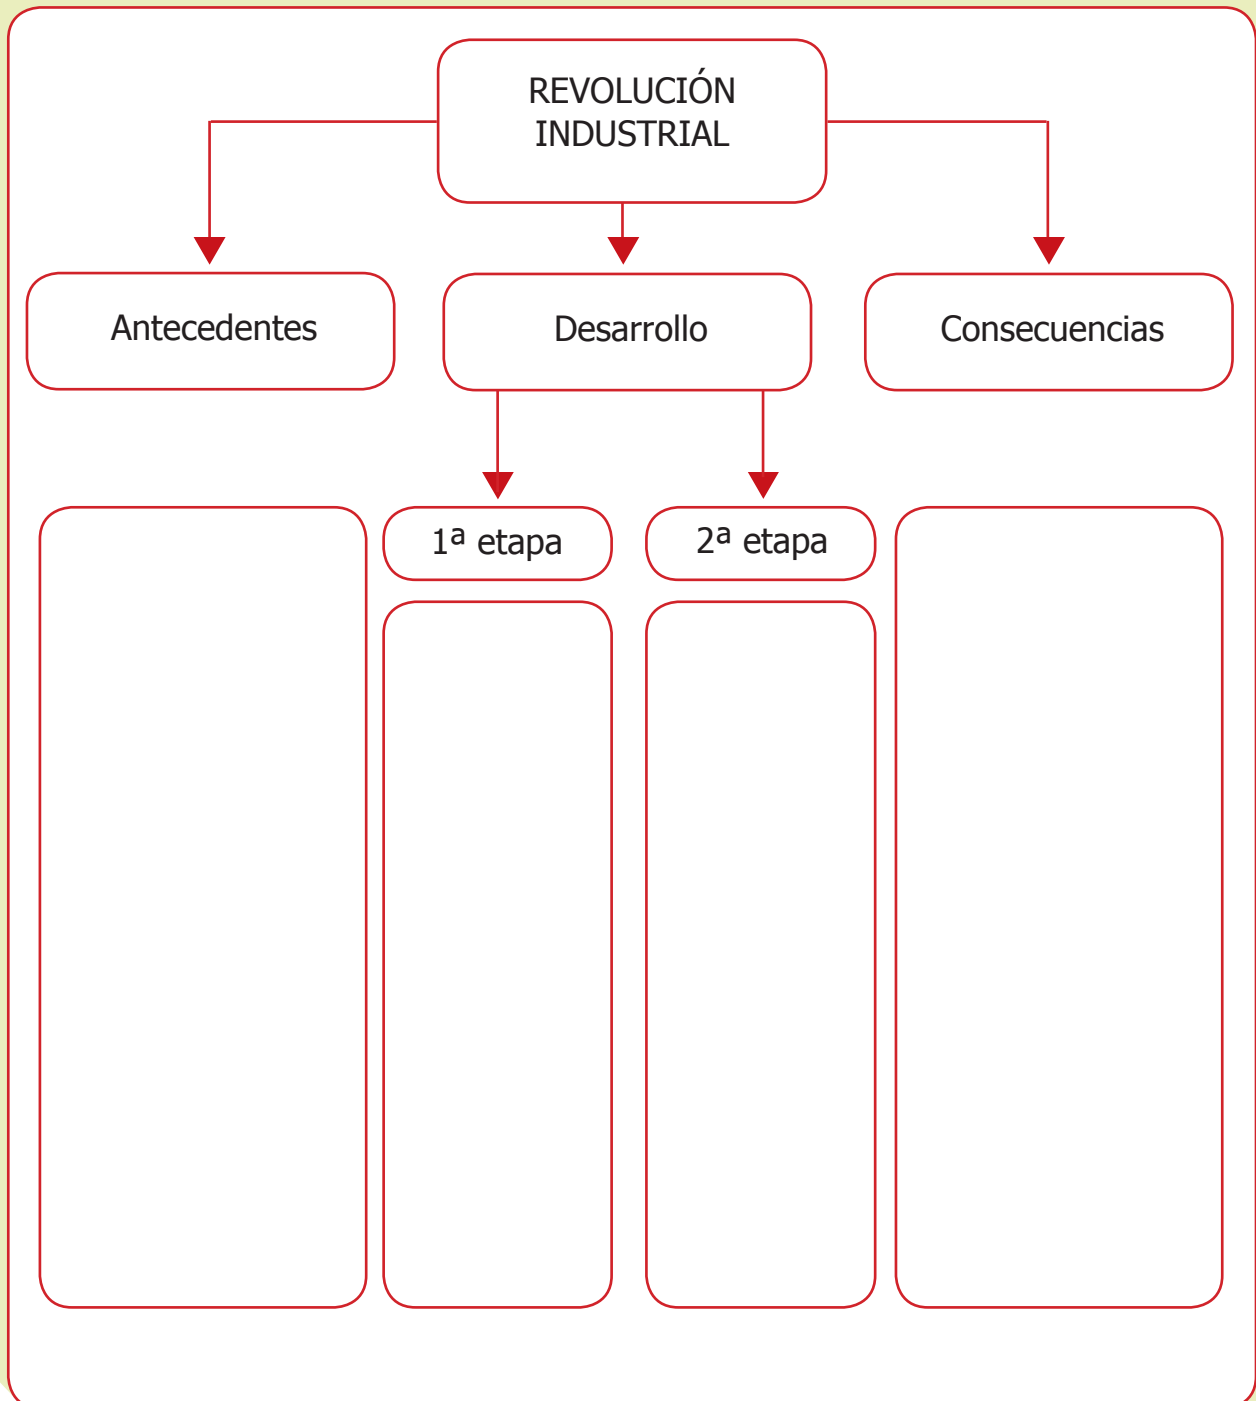 REVOLUCIÓN
INDUSTRIAL
Antecedentes
Desarrollo
Consecuencias
1ª etapa
2ª etapa